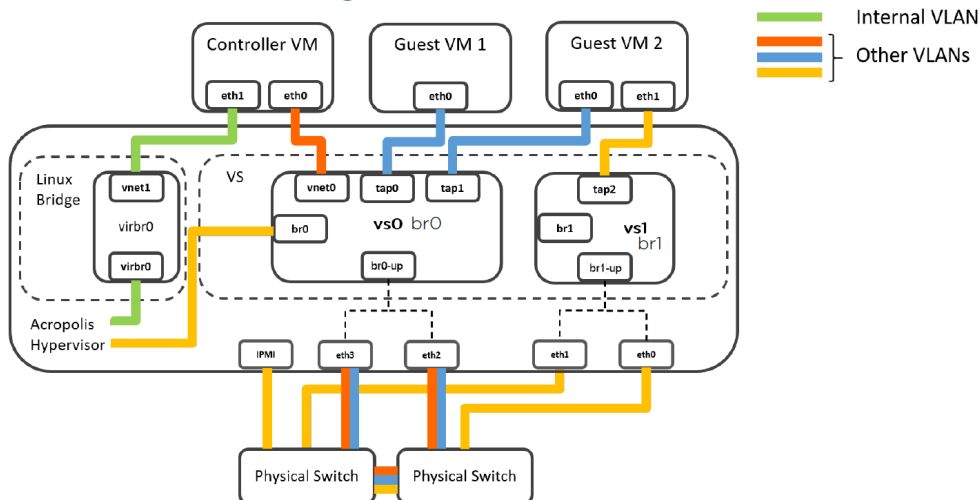 Internal VLAN
Other VLANs
Controller VM
Guest VM 1
Guest VM 2
eth1
eth0
eth0
eth0
eth1
Linux
Bridge
VS
vnet1
vnet0
tap0
tap1
tap2
virbr0
br0
vs0 br0
br1
vs1
br1
virbr0
br0-up
br1-up
Acropolis
Hypervisor
IPMI
eth3
eth2
eth1
eth0
Physical Switch
Physical Switch